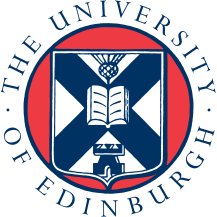 · THE UNIVERSITY ·
OF EDINBURGH